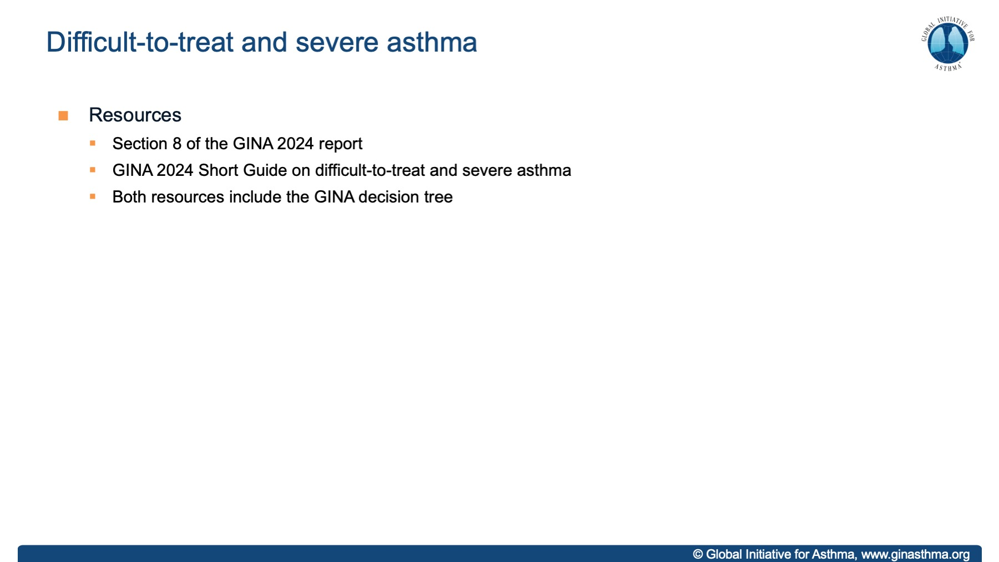 Difficult-to-treat and severe asthma
GLOBAL INITIATIVE FOR
ASTHMA
Resources
Section 8 of the GINA 2024 report
GINA 2024 Short Guide on difficult-to-treat and severe asthma
Both resources include the GINA decision tree
© Global Initiative for Asthma, www.ginasthma.org